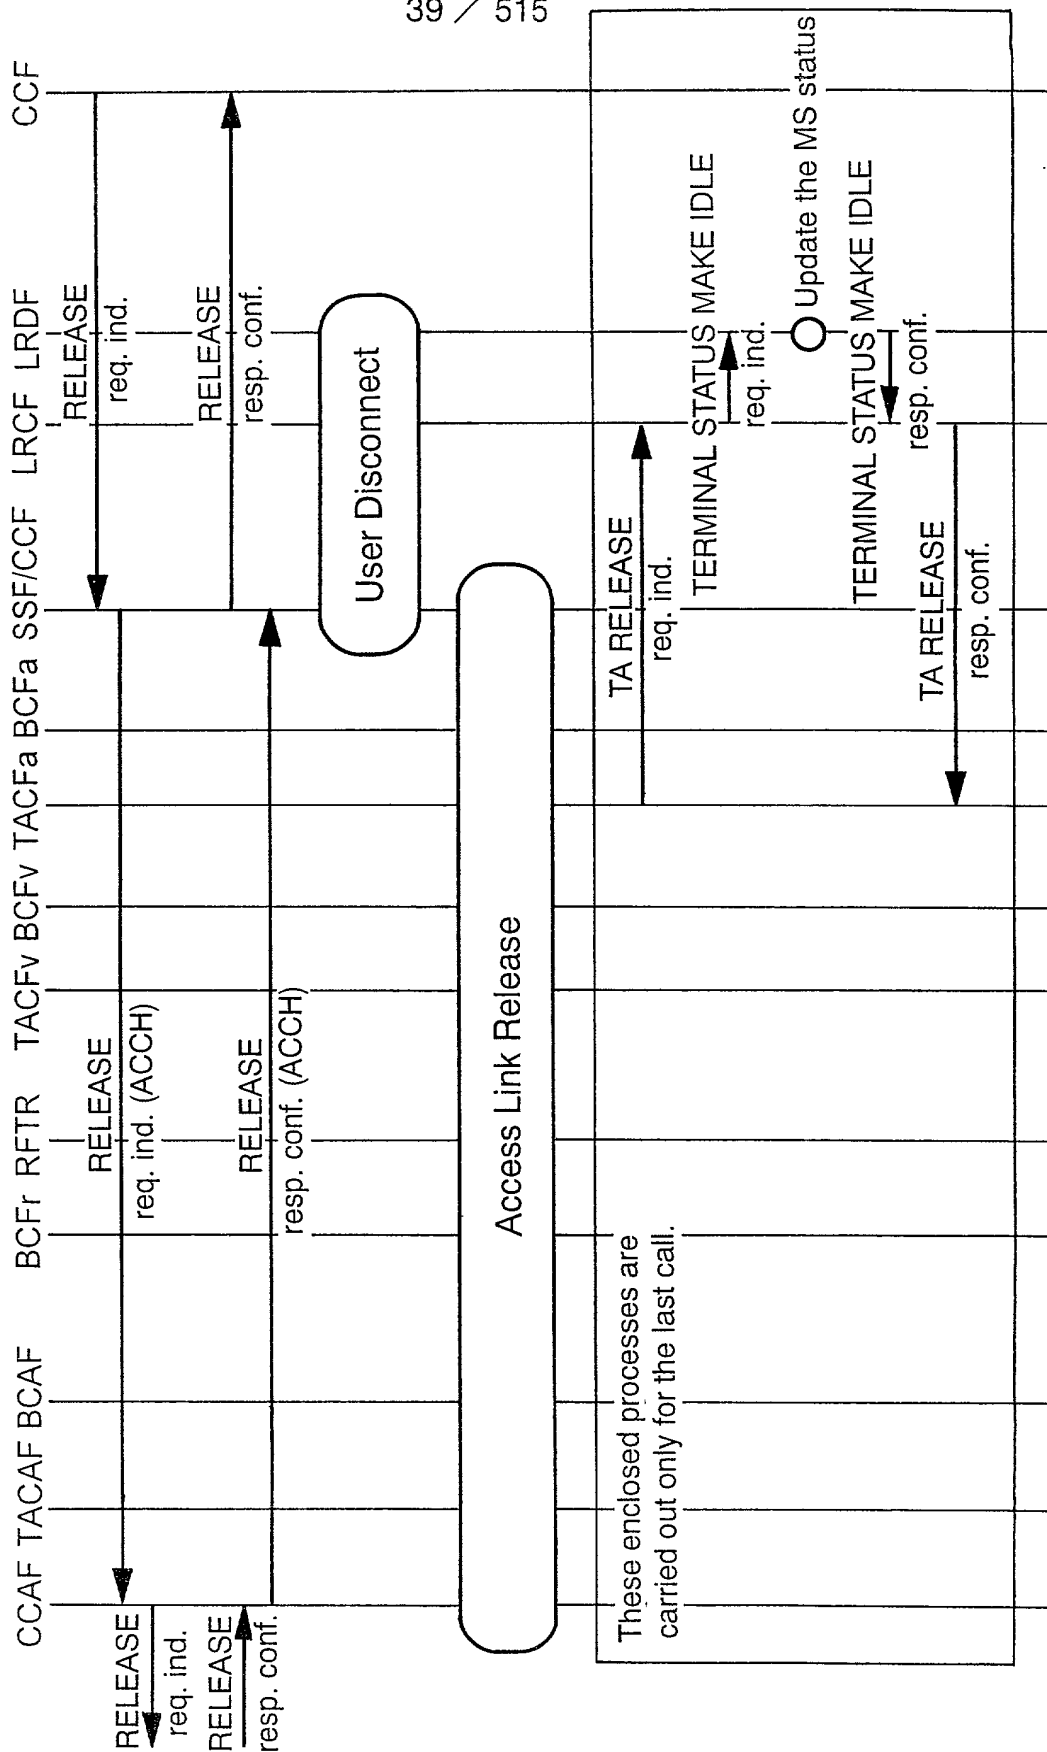 39 / 515
CCAF TACAF BCAF BCFr RFTR TACFv BCFv TACFa BCFa SSF/CCF LRCF LRDF CCF
RELEASE
req. ind.
RELEASE
req. ind. (ACCH)
RELEASE
req. ind.
RELEASE
resp. conf.
RELEASE
resp. conf. (ACCH)
RELEASE
resp. conf.
User Disconnect
Access Link Release
These enclosed processes are
carried out only for the last call.
TA RELEASE
req. ind.
TERMINAL STATUS MAKE IDLE
req. ind.
Update the MS status
TERMINAL STATUS MAKE IDLE
resp. conf.
TA RELEASE
resp. conf.